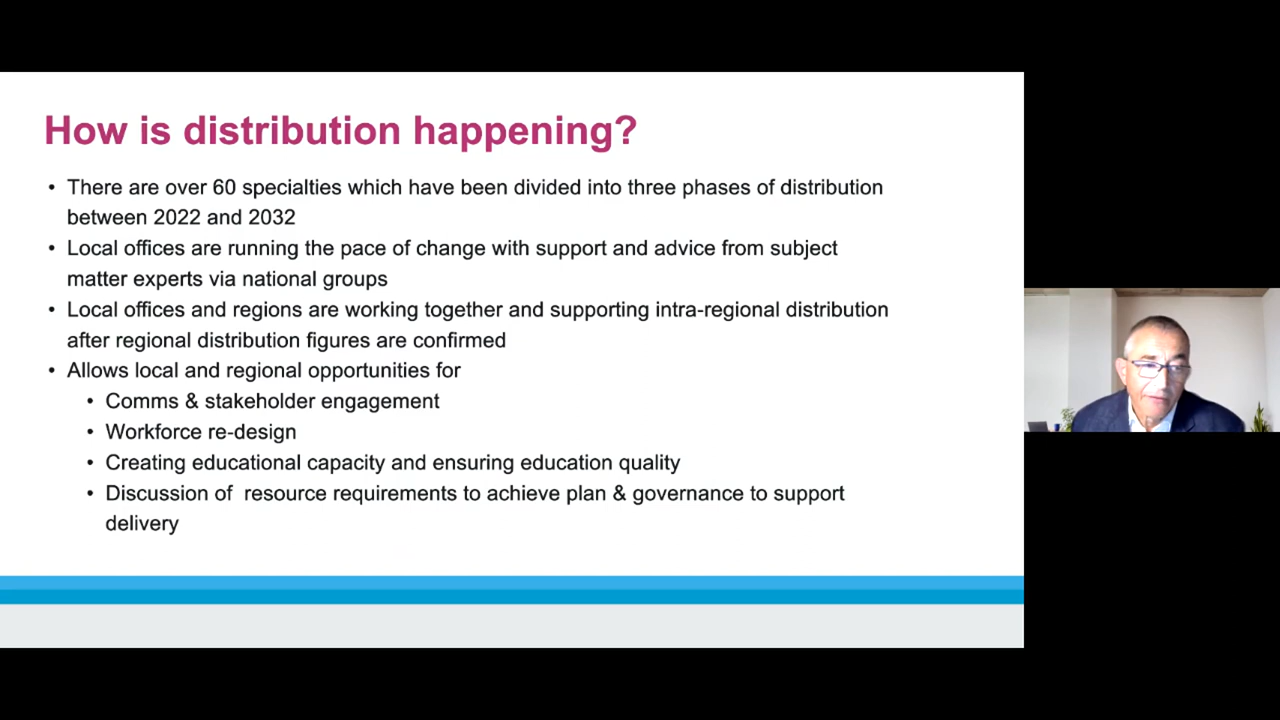 How is distribution happening?
• There are over 60 specialties which have been divided into three phases of distribution
between 2022 and 2032
• Local offices are running the pace of change with support and advice from subject
matter experts via national groups
• Local offices and regions are working together and supporting intra-regional distribution
after regional distribution figures are confirmed
• Allows local and regional opportunities for
• Comms & stakeholder engagement
• Workforce re-design
• Creating educational capacity and ensuring education quality
• Discussion of  resource requirements to achieve plan & governance to support
delivery